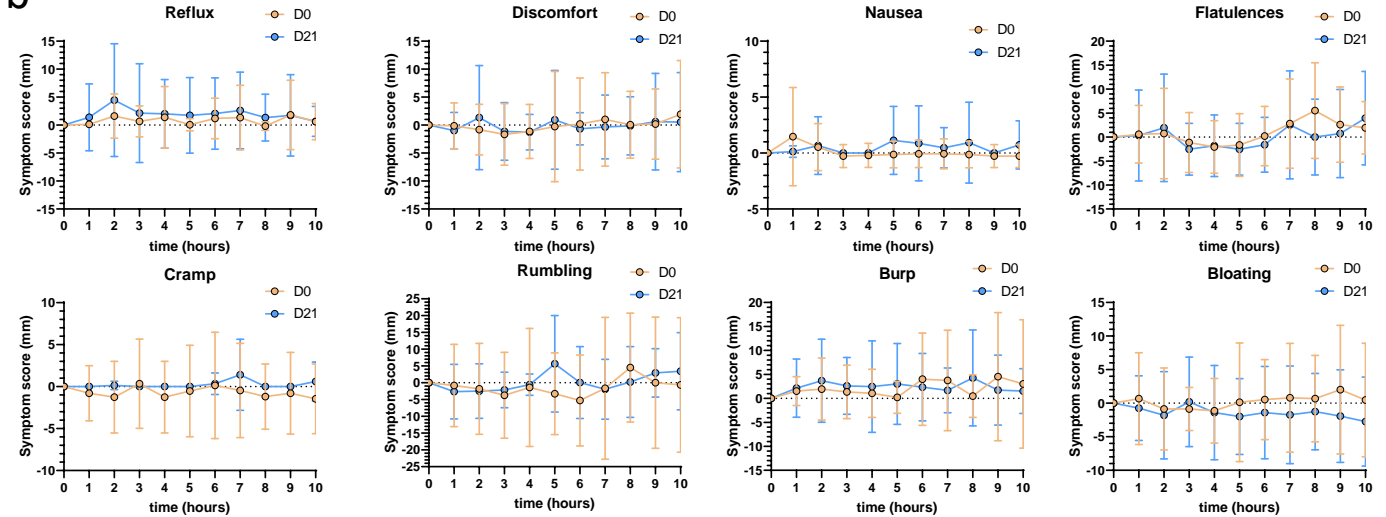 b
Reflux
D0
D21
Symptom score (mm)
15
10
5
0
-5
-10
-15
0 1 2 3 4 5 6 7 8 9 10
time (hours)
Discomfort
D0
D21
Symptom score (mm)
15
10
5
0
-5
-10
-15
0 1 2 3 4 5 6 7 8 9 10
time (hours)
Nausea
D0
D21
Symptom score (mm)
10
5
0
-5
0 1 2 3 4 5 6 7 8 9 10
time (hours)
Flatulences
D0
D21
Symptom score (mm)
20
15
10
5
0
-5
-10
-15
0 1 2 3 4 5 6 7 8 9 10
time (hours)
Cramp
D0
D21
Symptom score (mm)
10
5
0
-5
-10
0 1 2 3 4 5 6 7 8 9 10
time (hours)
Rumbling
D0
D21
Symptom score (mm)
25
20
15
10
5
0
-5
-10
-15
-20
-25
0 1 2 3 4 5 6 7 8 9 10
time (hours)
Burp
D0
D21
Symptom score (mm)
20
15
10
5
0
-5
-10
-15
0 1 2 3 4 5 6 7 8 9 10
time (hours)
Bloating
D0
D21
Symptom score (mm)
15
10
5
0
-5
-10
0 1 2 3 4 5 6 7 8 9 10
time (hours)